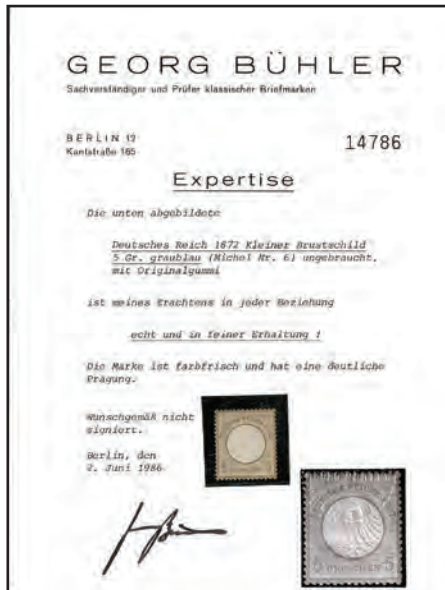 GEORG BÜHLER
Sachverständiger und Prüfer klassischer Briefmarken
BERLIN 12
Kantstraße 165
14786
Expertise
Die unten abgebildete
Deutsches Reich 1872 Kleiner Brustschild
5 Gr. graublau (Michel Nr. 6) ungebraucht,
mit Originalgummi
ist meines Erachtens in jeder Beziehung
echt und in feiner Erhaltung !
Die Marke ist farbfrisch und hat eine deutliche
Prägung.
Wunschgemäß nicht
signiert.
Berlin, den
2. Juni 1986